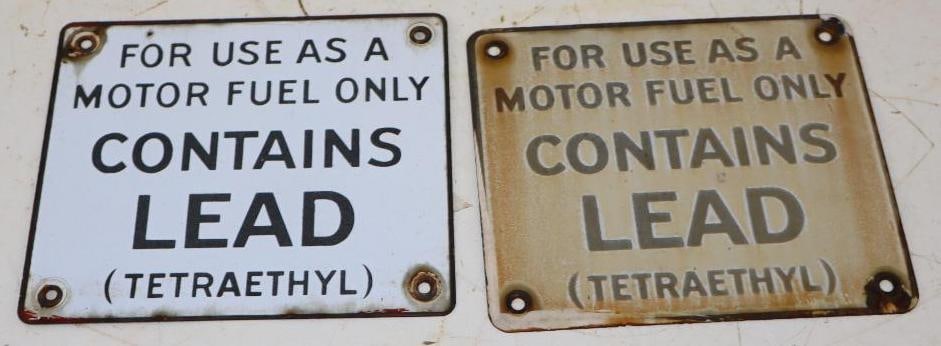 FOR USE AS A
MOTOR FUEL ONLY
CONTAINS
LEAD
(TETRAETHYL)
FOR USE AS A
MOTOR FUEL ONLY
CONTAINS
LEAD
(TETRAETHYL)